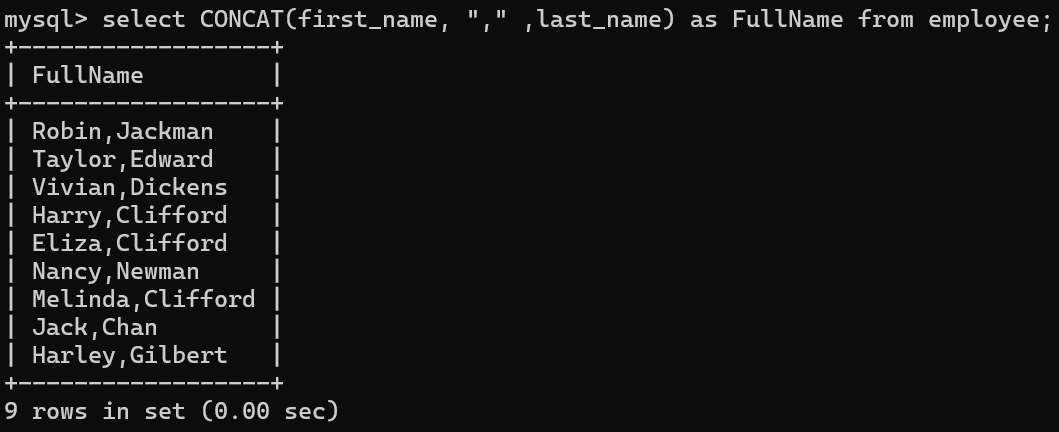 mysql> select CONCAT(first_name, "," ,last_name) as FullName from employee;
+------------------+
| FullName         |
+------------------+
| Robin,Jackman    |
| Taylor,Edward    |
| Vivian,Dickens   |
| Harry,Clifford   |
| Eliza,Clifford   |
| Nancy,Newman     |
| Melinda,Clifford |
| Jack,Chan        |
| Harley,Gilbert   |
+------------------+
9 rows in set (0.00 sec)